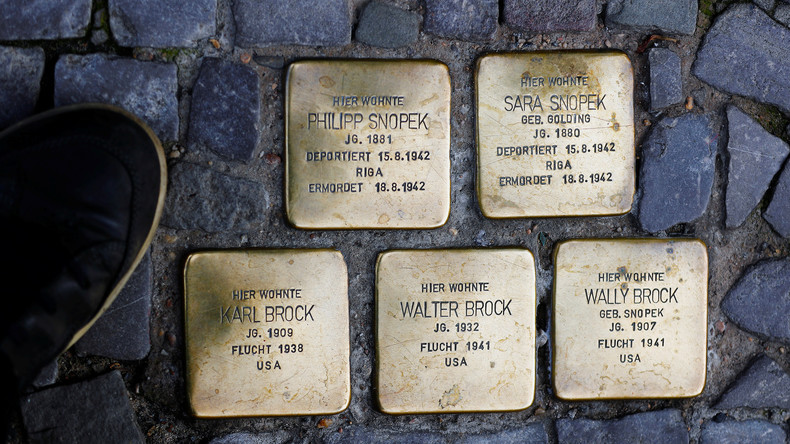 HIER WOHNTE
PHILIPP SNOPEK
JG. 1881
DEPORTIERT 15.8.1942
RIGA
ERMORDET 18.8.1942
HIER WOHNTE
SARA SNOPEK
GEB. GOLDING
JG. 1880
DEPORTIERT 15.8.1942
RIGA
ERMORDET 18.8.1942
HIER WOHNTE
KARL BROCK
JG. 1909
FLUCHT 1938
USA
HIER WOHNTE
WALTER BROCK
JG. 1932
FLUCHT 1941
USA
HIER WOHNTE
WALLY BROCK
GEB. SNOPEK
JG. 1907
FLUCHT 1941
USA